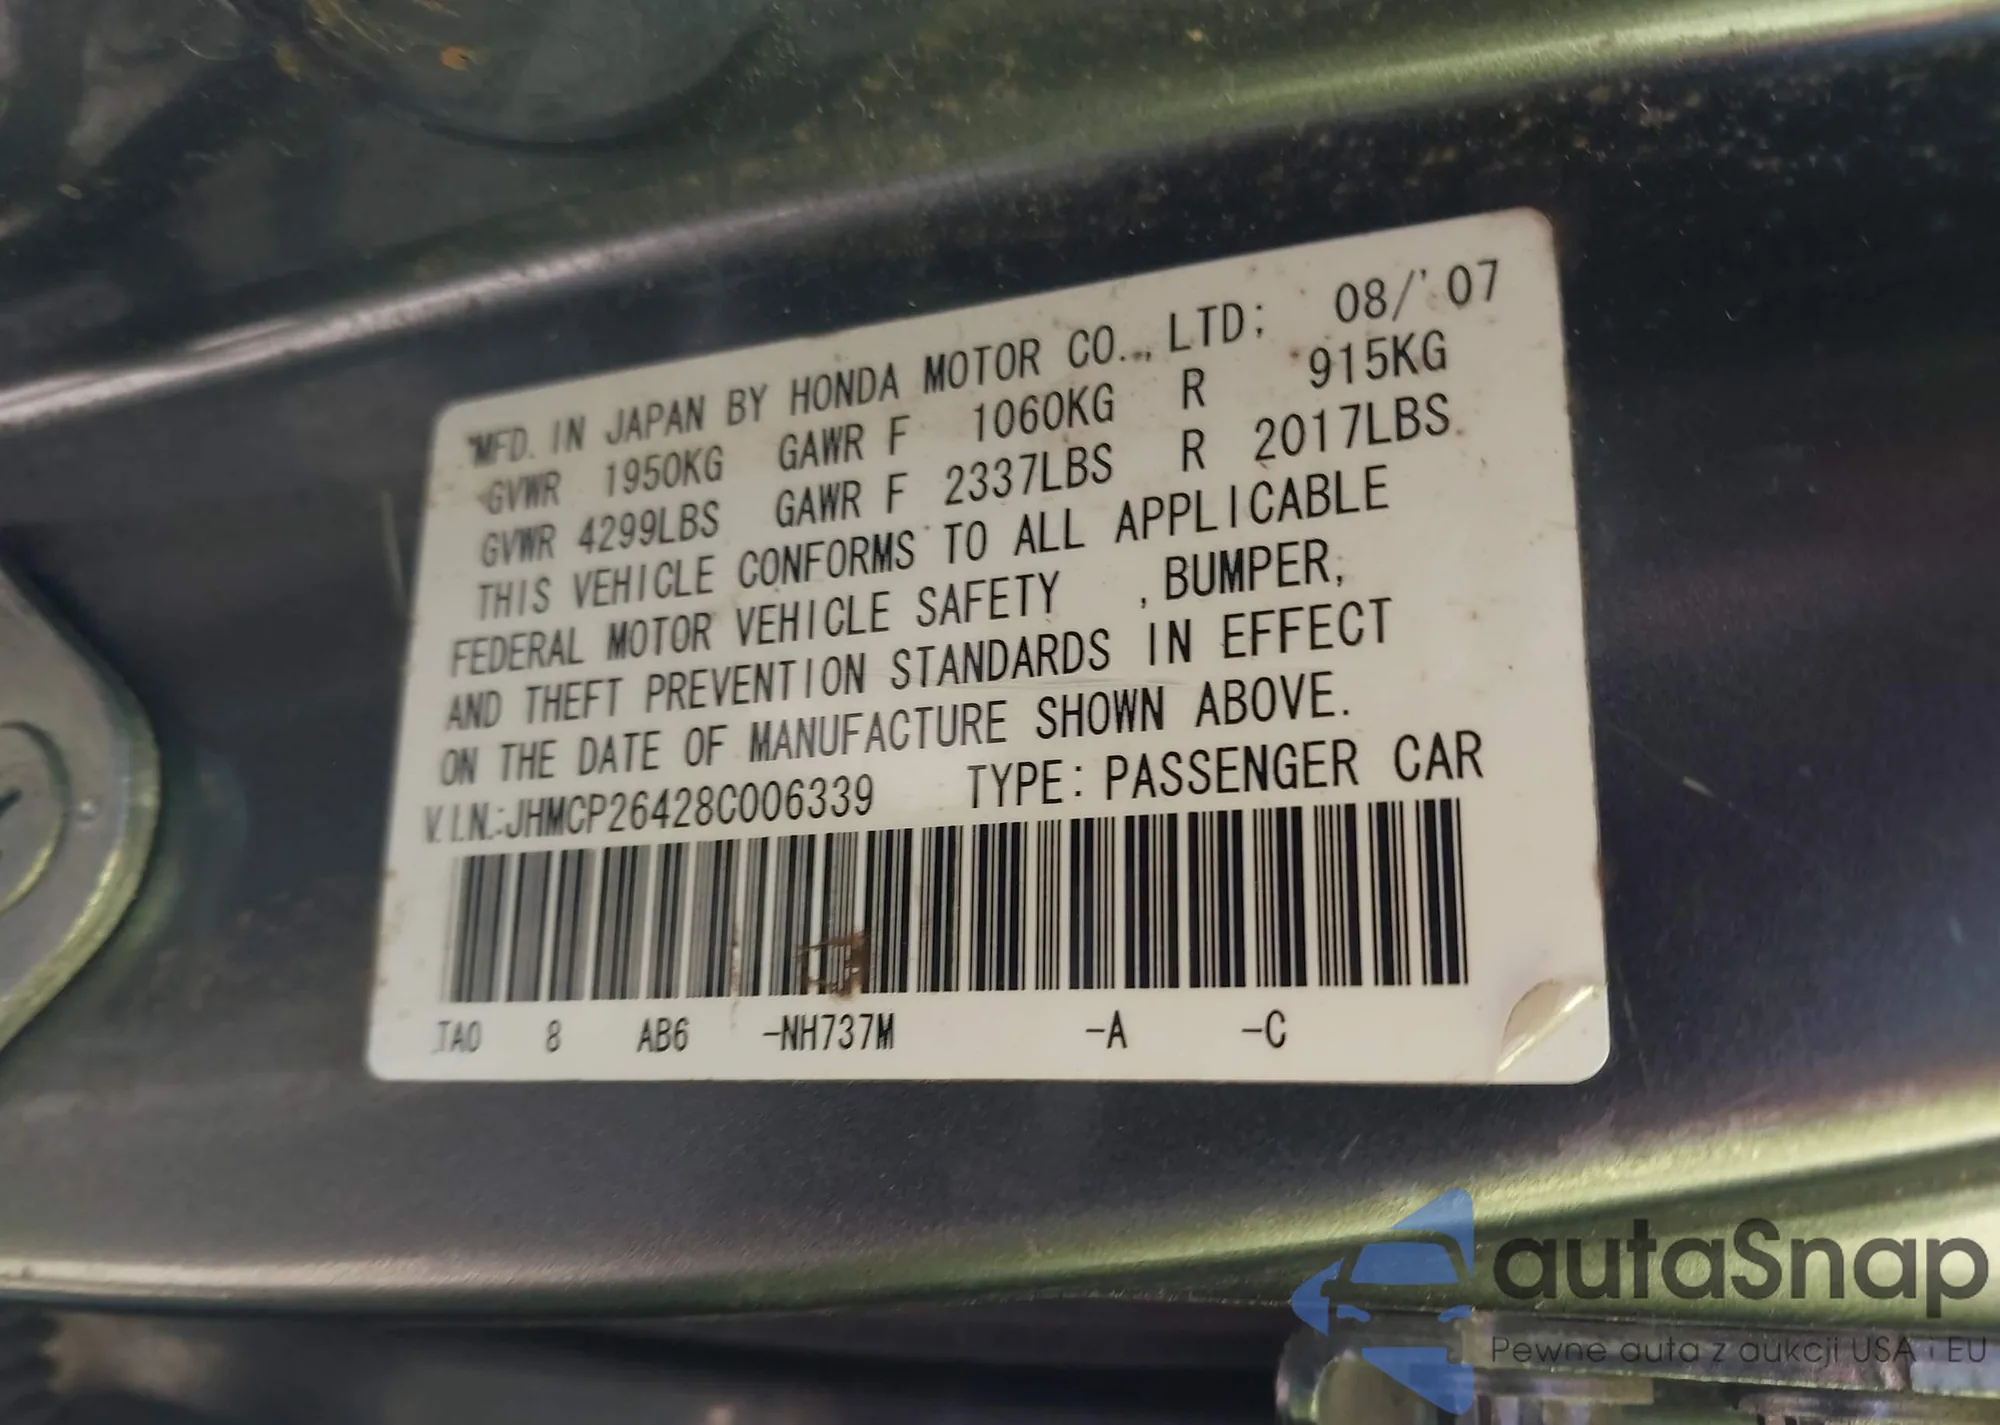 MFD. IN JAPAN BY HONDA MOTOR CO., LTD; 08/'07
GVWR 1950KG GAWR F 1060KG R 915KG
GVWR 4299LBS GAWR F 2337LBS R 2017LBS
THIS VEHICLE CONFORMS TO ALL APPLICABLE
FEDERAL MOTOR VEHICLE SAFETY , BUMPER,
AND THEFT PREVENTION STANDARDS IN EFFECT
ON THE DATE OF MANUFACTURE SHOWN ABOVE.
V.I.N.:JHMCP26428C006339 TYPE: PASSENGER CAR
TA0 8 AB6 -NH737M -A -C
autaSnap
Pewne auta z aukcji USA i EU